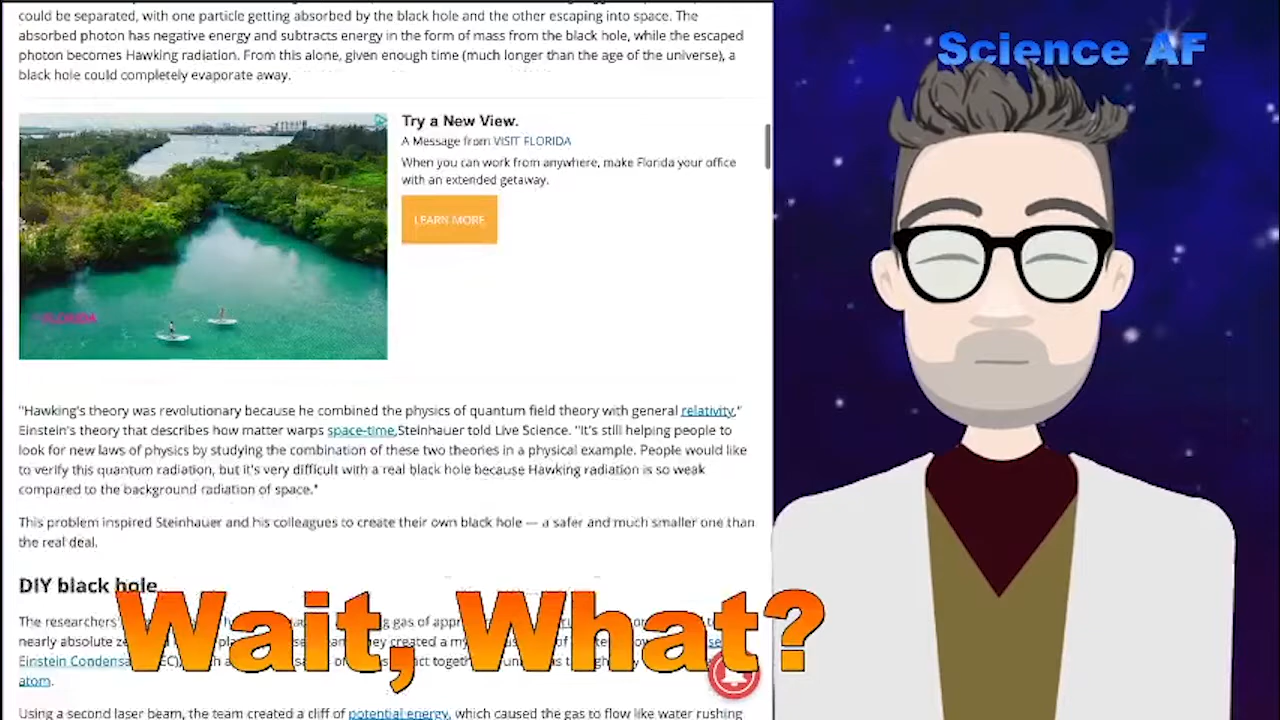 could be separated, with one particle getting absorbed by the black hole and the other escaping into space. The
absorbed photon has negative energy and subtracts energy in the form of mass from the black hole, while the escaped
photon becomes Hawking radiation. From this alone, given enough time (much longer than the age of the universe), a
black hole could completely evaporate away.
Science AF
Try a New View.
A Message from VISIT FLORIDA
When you can work from anywhere, make Florida your office
with an extended getaway.
LEARN MORE
FLORIDA
"Hawking's theory was revolutionary because he combined the physics of quantum field theory with general relativity,"
Einstein's theory that describes how matter warps space-time,Steinhauer told Live Science. "It's still helping people to
look for new laws of physics by studying the combination of these two theories in a physical example. People would like
to verify this quantum radiation, but it's very difficult with a real black hole because Hawking radiation is so weak
compared to the background radiation of space."
This problem inspired Steinhauer and his colleagues to create their own black hole — a safer and much smaller one than
the real deal.
DIY black hole
Wait, What?
The researchers'
gas of
nearly absolute
they created a
Einstein
atom.
Using a second laser beam, the team created a cliff of potential energy, which caused the gas to flow like water rushing